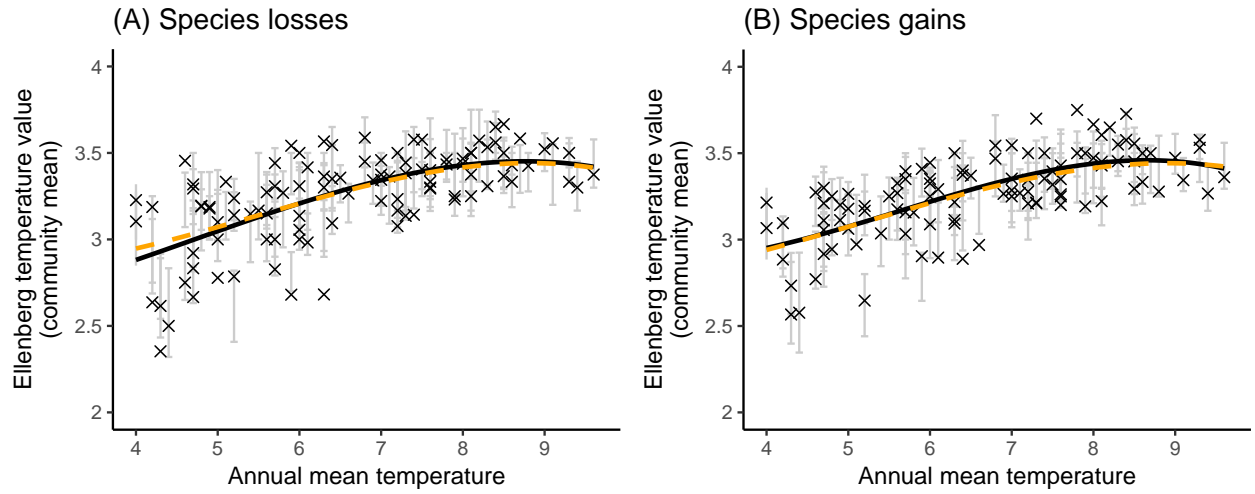 (A) Species losses
Ellenberg temperature value
(community mean)
4
3.5
3
2.5
2
4 5 6 7 8 9
Annual mean temperature
(B) Species gains
Ellenberg temperature value
(community mean)
4
3.5
3
2.5
2
4 5 6 7 8 9
Annual mean temperature